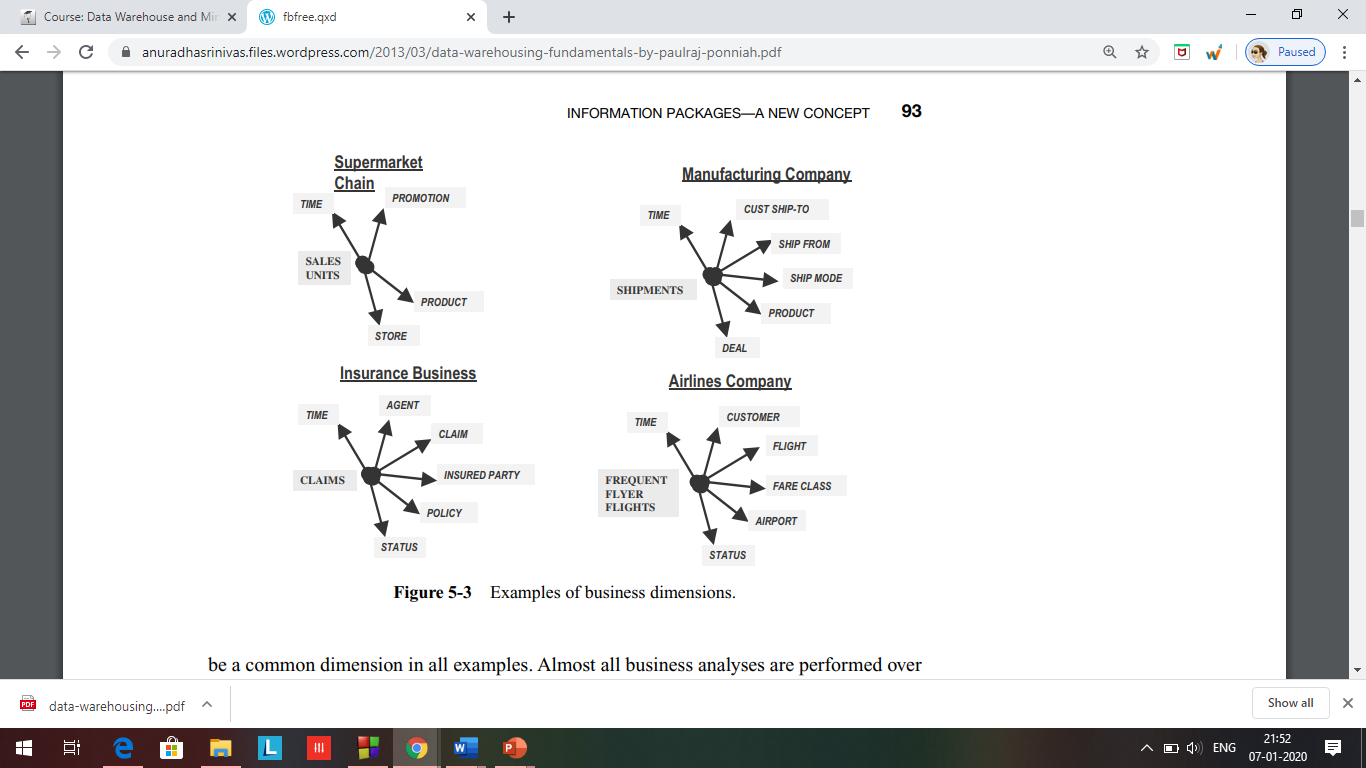 Course: Data Warehouse and Mi
fbfree.qxd
anuradhasrinivas.files.wordpress.com/2013/03/data-warehousing-fundamentals-by-paulraj-ponniah.pdf
Paused
INFORMATION PACKAGES—A NEW CONCEPT 93
Supermarket
Chain
TIME
PROMOTION
SALES
UNITS
PRODUCT
STORE
Manufacturing Company
TIME
CUST SHIP-TO
SHIP FROM
SHIP MODE
SHIPMENTS
PRODUCT
DEAL
Insurance Business
TIME
AGENT
CLAIM
CLAIMS
INSURED PARTY
POLICY
STATUS
Airlines Company
TIME
CUSTOMER
FLIGHT
FREQUENT
FLYER
FLIGHTS
FARE CLASS
AIRPORT
STATUS
Figure 5-3 Examples of business dimensions.
be a common dimension in all examples. Almost all business analyses are performed over
PDF
data-warehousing....pdf
Show all
ENG
21:52
07-01-2020